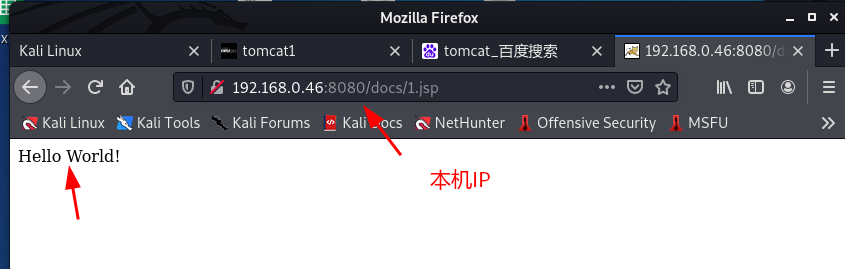 Mozilla Firefox
Kali Linux
tomcat1
tomcat_百度搜索
192.168.0.46:8080/d
192.168.0.46:8080/docs/1.jsp
Kali Linux
Kali Tools
Kali Forums
Kali Docs
NetHunter
Offensive Security
MSFU
Hello World!
本机IP